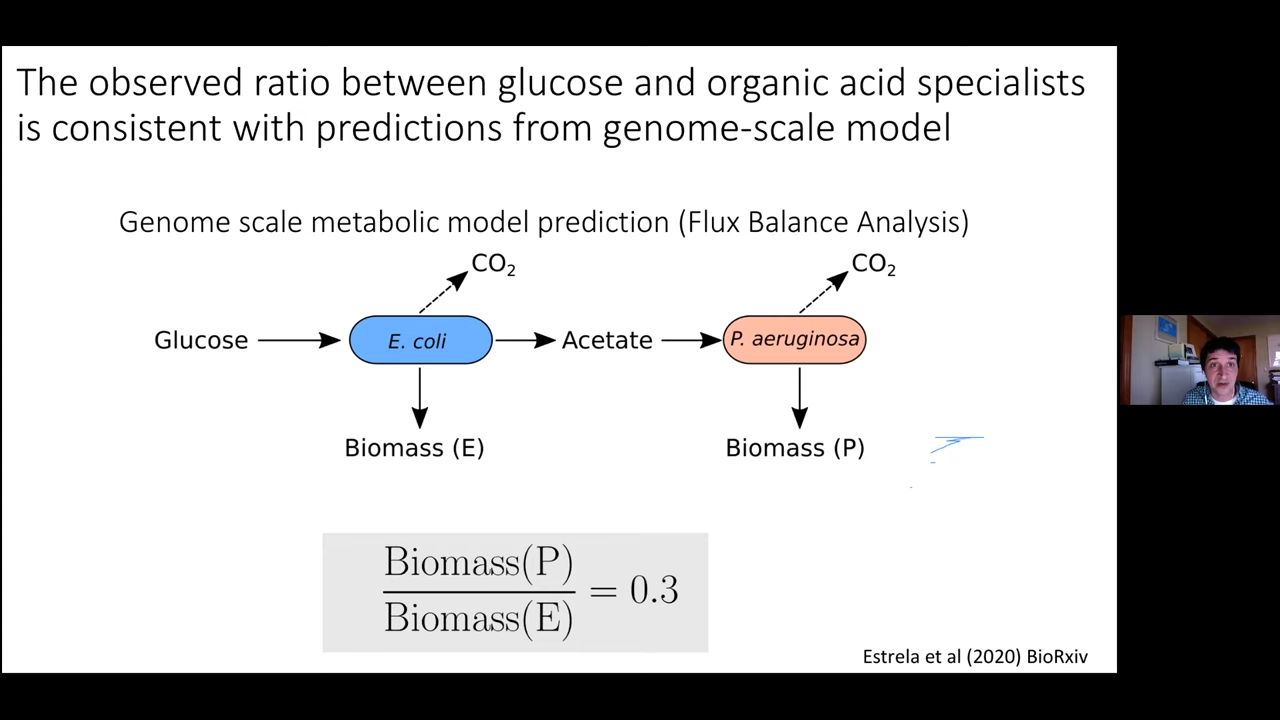 The observed ratio between glucose and organic acid specialists
is consistent with predictions from genome-scale model
Genome scale metabolic model prediction (Flux Balance Analysis)
CO₂ CO₂
Glucose E. coli Acetate P. aeruginosa
Biomass (E) Biomass (P)
Biomass(P)
= 0.3
Biomass(E)
Estrela et al (2020) BioRxiv